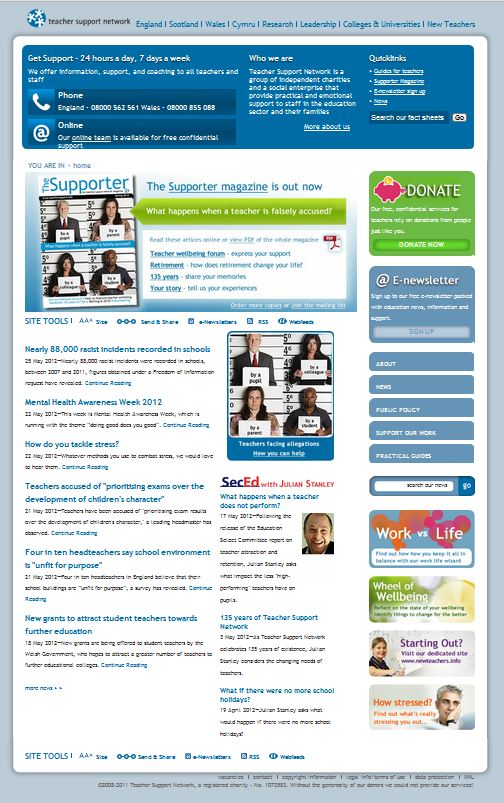 teacher support network
England | Scotland | Wales | Cymru | Research | Leadership | Colleges & Universities | New Teachers
Get Support - 24 hours a day, 7 days a week
We offer information, support, and coaching to all teachers and
staff
Phone
England - 08000 562 561 Wales - 08000 855 088
Online
Our online team is available for free confidential
support
Who we are
Teacher Support Network is a
group of independent charities
and a social enterprise that
provide practical and emotional
support to staff in the education
sector and their families
More about us
Quicklinks
Guides for teachers
Supporter Magazine
E-newsletter sign up
News
Search our fact sheets Go
YOU ARE IN > home
The Supporter
by a pupil
by a colleague
What happens when a teacher is falsely accused?
by a parent
by a student
The Supporter magazine is out now
What happens when a teacher is falsely accused?
Read these articles online or view PDF of the whole magazine
Teacher wellbeing forum - express your support
Retirement - how does retirement change your life?
135 years - share your memories
Your story - tell us your experiences
Order more copies or Join the mailing list
DONATE
Our free, confidential services for
teachers rely on donations from people
just like you.
DONATE NOW
@ E-newsletter
Sign up to our free e-newsletter packed
with education news, information and
support.
SIGN UP
ABOUT
NEWS
PUBLIC POLICY
SUPPORT OUR WORK
PRACTICAL GUIDES
search our news go
Work vs Life
Find out how how you keep it all in
balance with our work life wizard
Wheel of
Wellbeing
Reflect on the state of your wellbeing
Identify things to change for the better
Starting Out?
Visit our dedicated site
www.newteachers.info
How stressed?
Find out what's really
stressing you out...
SITE TOOLS | AAA Size Send & Share e-Newsletters RSS Webfeeds
Nearly 88,000 racist incidents recorded in schools
25 May 2012—Nearly 88,000 racist incidents were recorded in schools,
between 2007 and 2011, figures obtained under a Freedom of Information
request have revealed. Continue Reading
Mental Health Awareness Week 2012
22 May 2012—This week is Mental Health Awareness Week, which is
running with the theme "doing good does you good". Continue Reading
How do you tackle stress?
22 May 2012—Whatever methods you use to combat stress, we would love
to hear them. Continue Reading
Teachers accused of "prioritising exams over the
development of children's character"
21 May 2012—Teachers have been accused of "prioritising exam results
over the development of children's character," a leading headmaster has
observed. Continue Reading
Four in ten headteachers say school environment
is "unfit for purpose"
21 May 2012—Four in ten headteachers in England believe that their
school buildings are "unfit for purpose", a survey has revealed. Continue
Reading
New grants to attract student teachers towards
further education
18 May 2012—New grants are being offered to student teachers by the
Welsh Government, who hopes to attract a greater number of teachers to
further educational colleges. Continue Reading
more news
by a pupil
by a colleague
by a parent
by a student
Teachers facing allegations
How you can help
SecEd with JULIAN STANLEY
What happens when a teacher
does not perform?
17 May 2012—Following the
release of the Education
Select Committee report on
teacher attraction and
retention, Julian Stanley asks
what impact the less 'high-
performing' teachers have on
pupils.
135 years of Teacher Support
Network
3 May 2012—As Teacher Support Network
celebrates 135 years of existence, Julian
Stanley considers the changing needs of
teachers.
What if there were no more school
holidays?
19 April 2012—Julian Stanley asks what
would happen if there were no more school
holidays?
SITE TOOLS | AAA Size Send & Share e-Newsletters RSS Webfeeds
vacancies | contact | copyright information | legal info/terms of use | data protection | XML
©2008-2011 Teacher Support Network, a registered charity - No. 1072583. Without the generosity of our donors we could not provide our services!